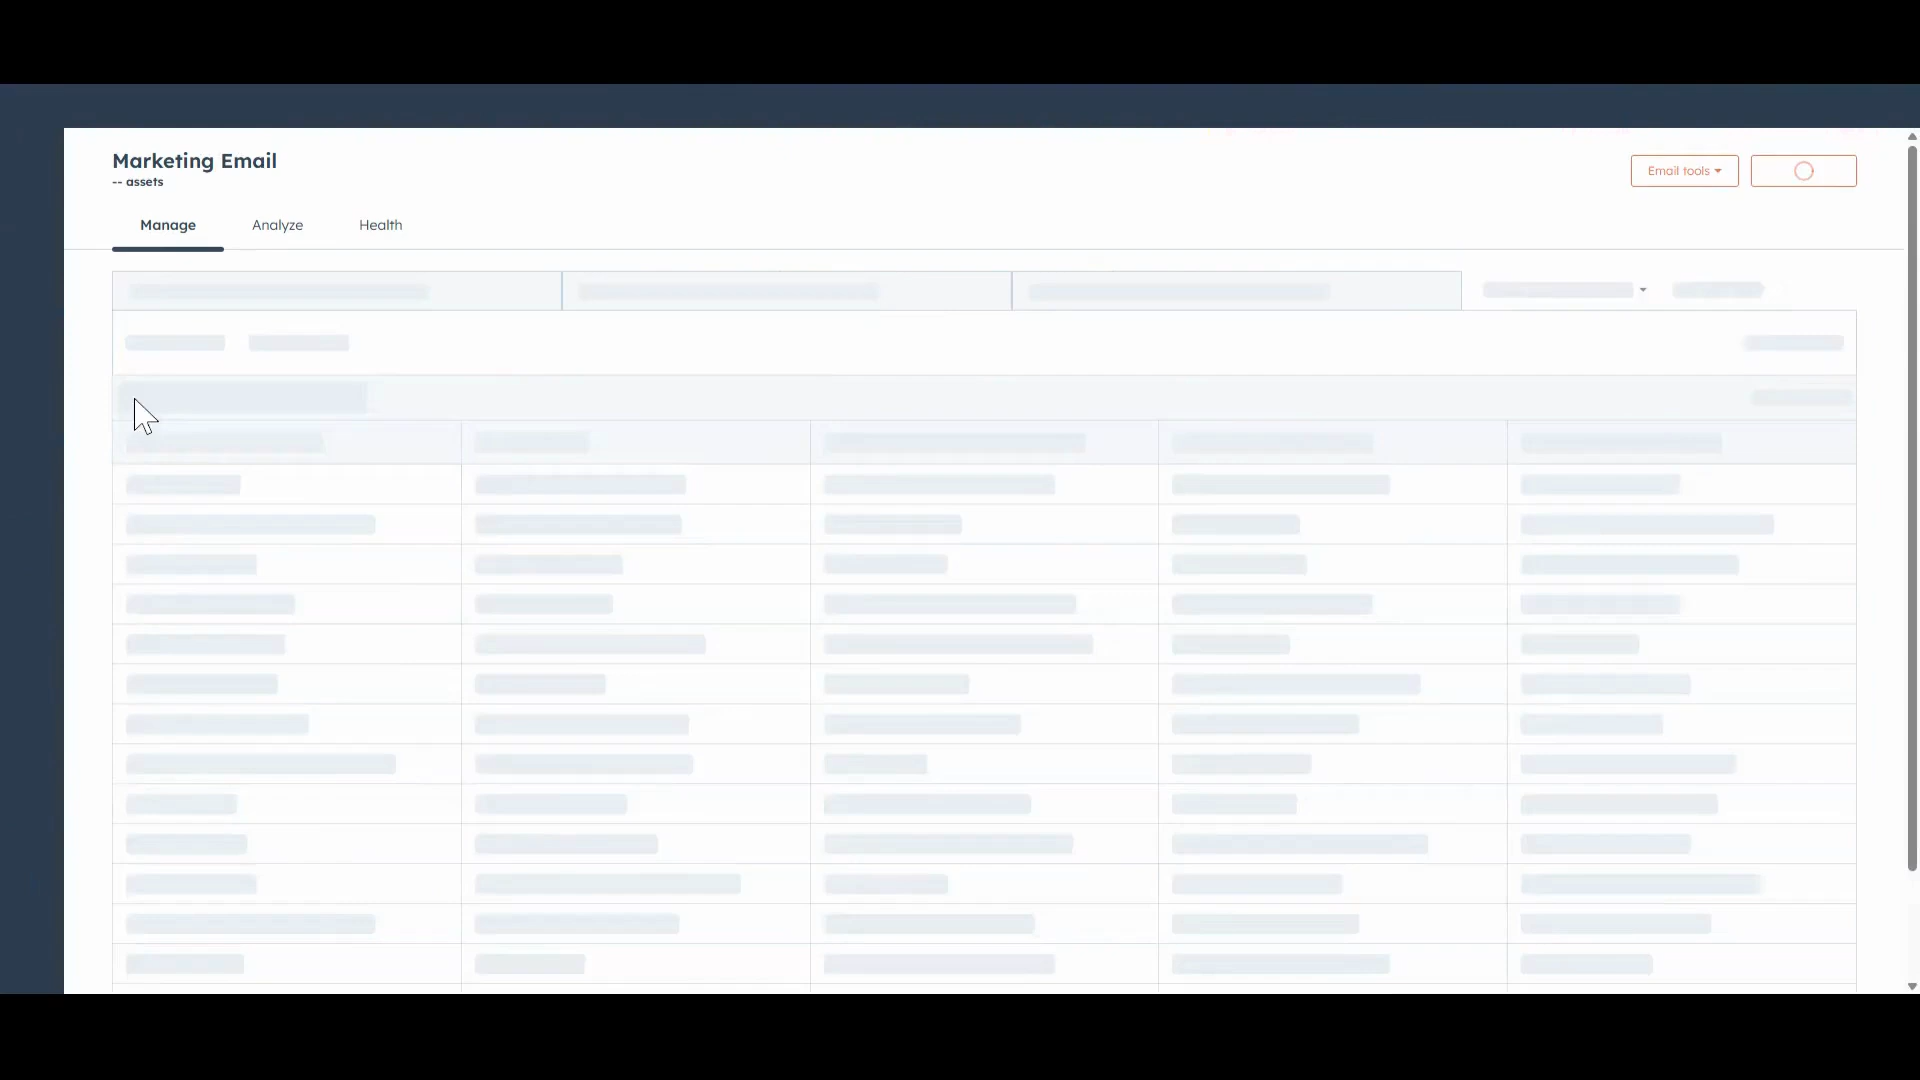 Marketing Email
-- assets
Email tools
Manage
Analyze
Health